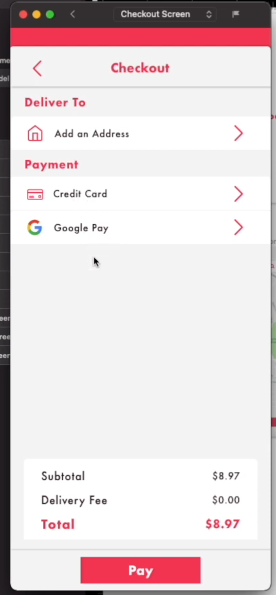 Checkout Screen
Checkout
Deliver To
Add an Address
Payment
Credit Card
Google Pay
Subtotal $8.97
Delivery Fee $0.00
Total $8.97
Pay